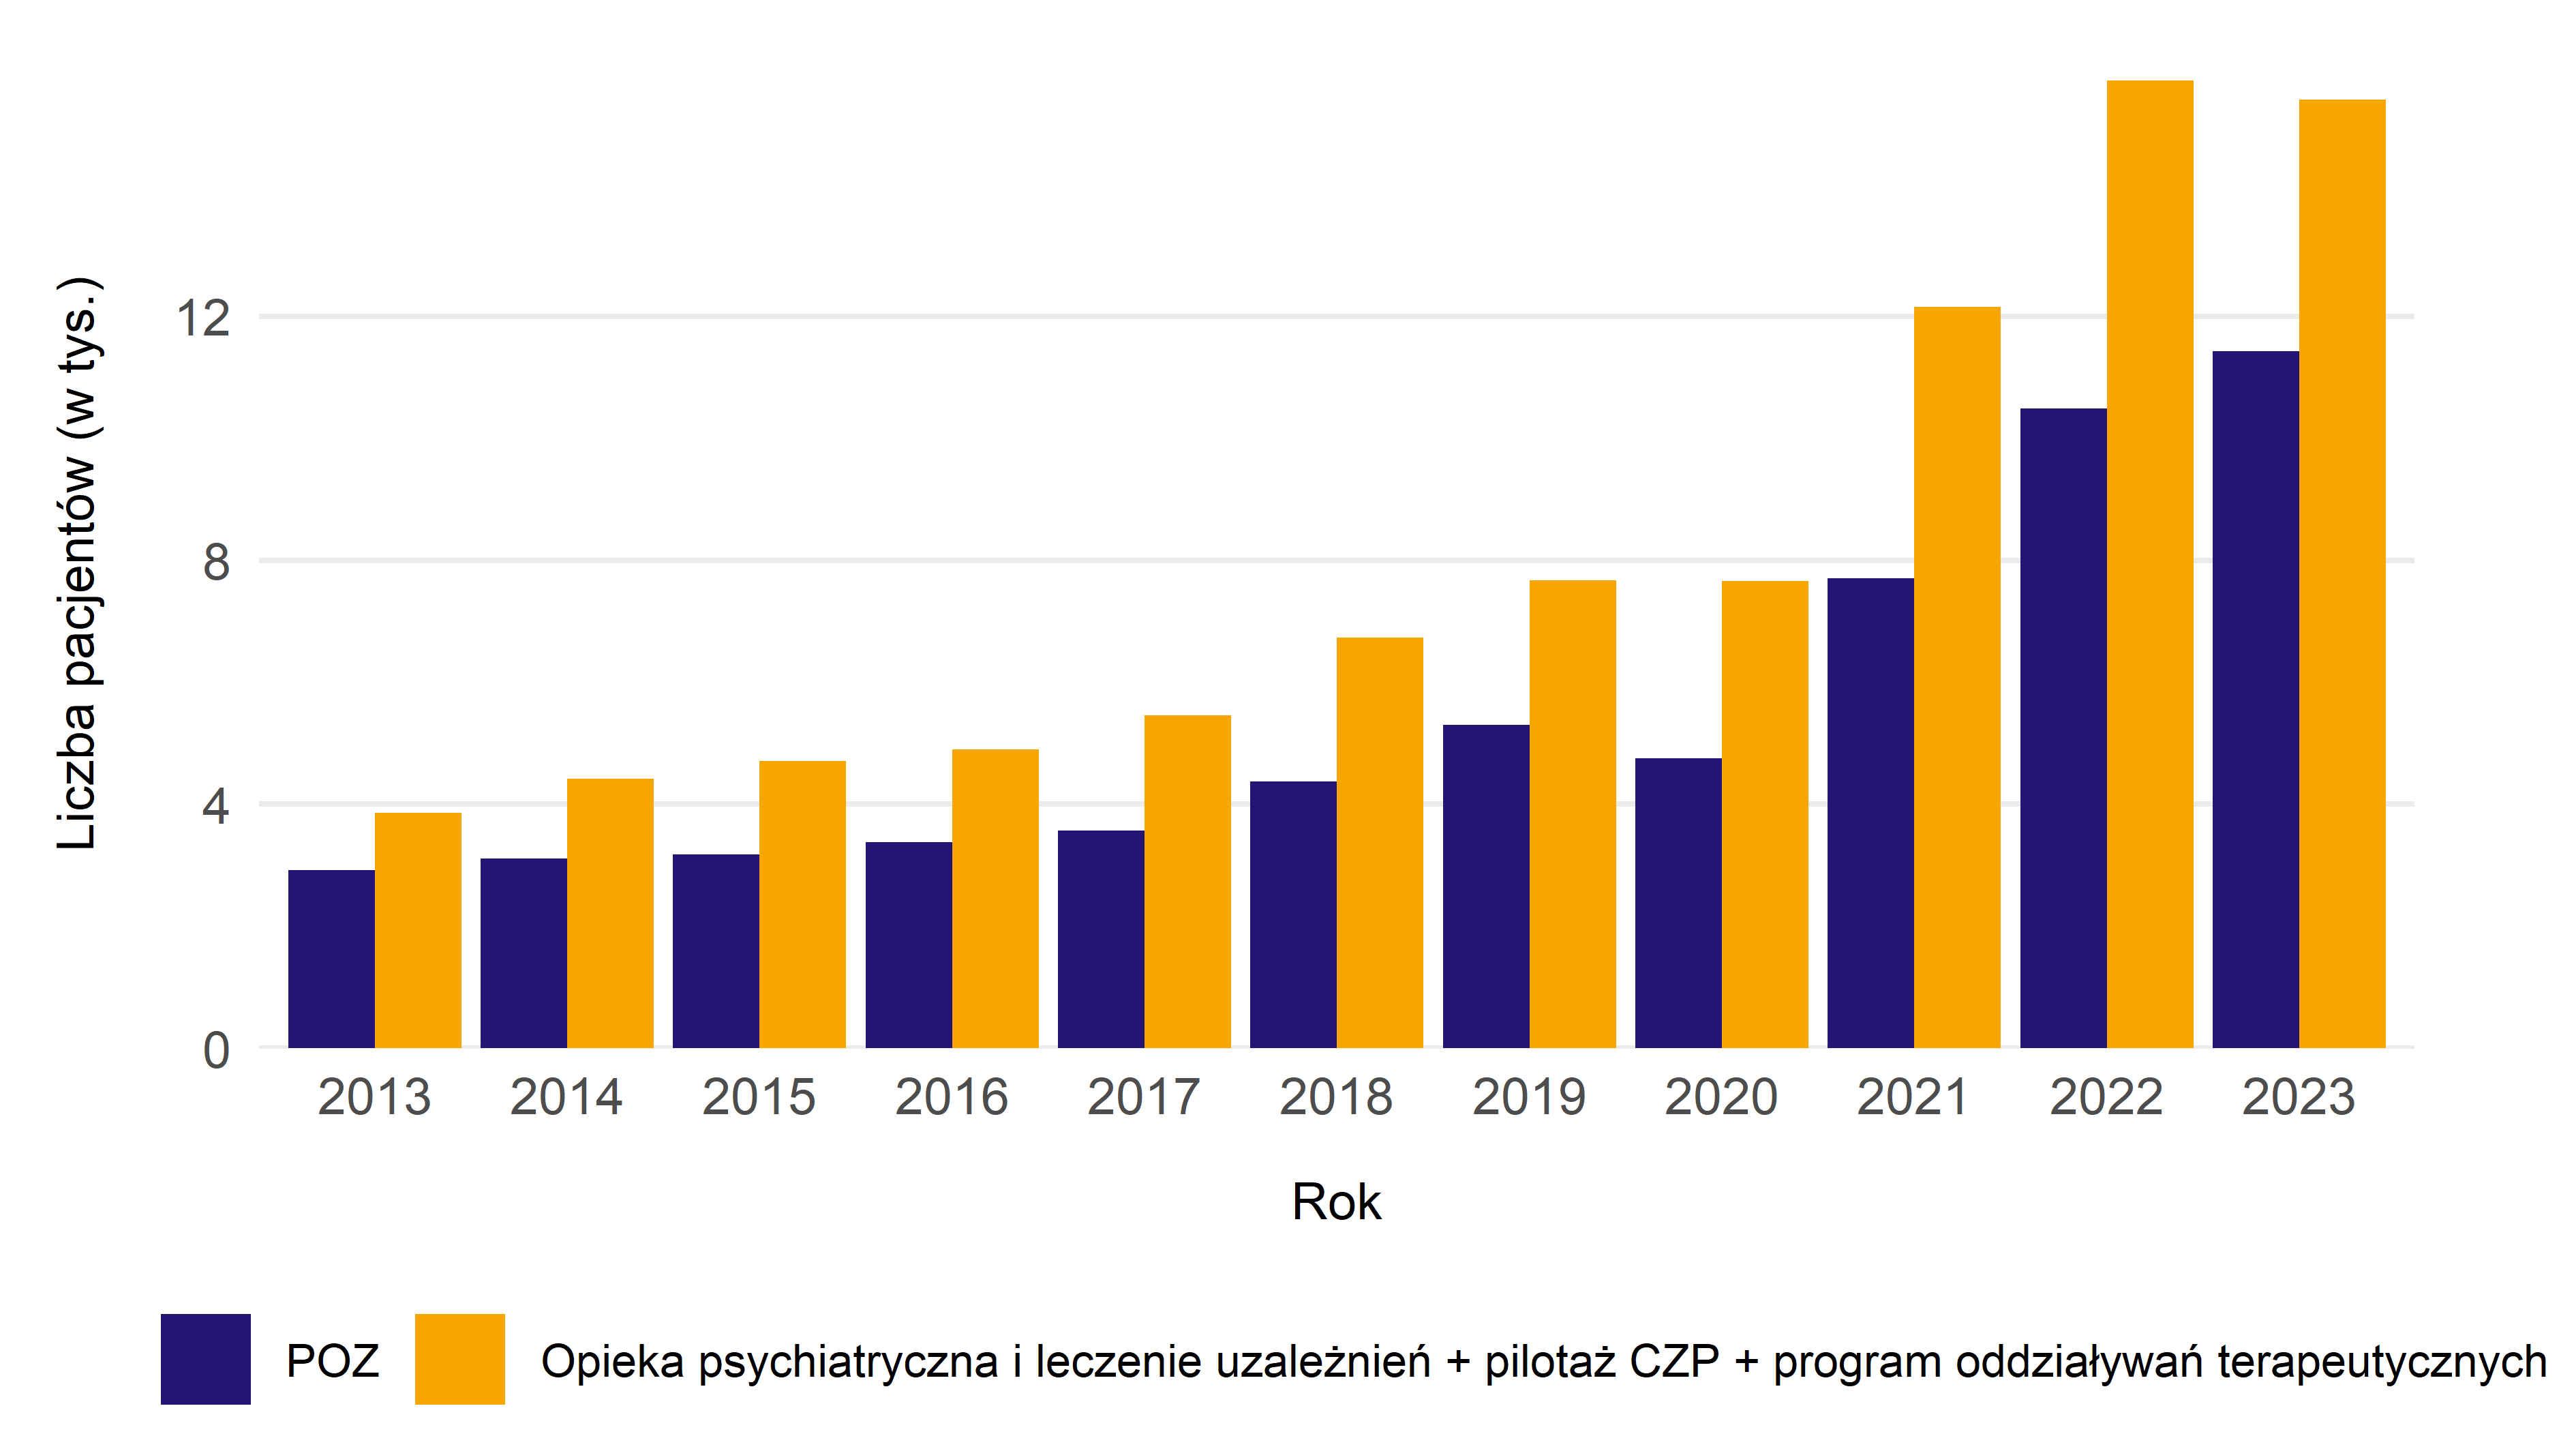 Liczba pacjentów (w tys.)
12
8
4
0
2013 2014 2015 2016 2017 2018 2019 2020 2021 2022 2023
Rok
POZ Opieka psychiatryczna i leczenie uzależnień + pilotaż CZP + program oddziaływań terapeutycznych